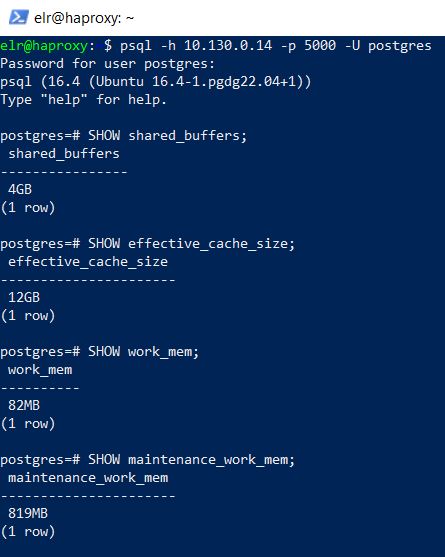 elr@haproxy: ~
elr@haproxy: $ psql -h 10.130.0.14 -p 5000 -U postgres
Password for user postgres:
psql (16.4 (Ubuntu 16.4-1.pgdg22.04+1))
Type "help" for help.
postgres=# SHOW shared_buffers;
shared_buffers
----------------
4GB
(1 row)
postgres=# SHOW effective_cache_size;
effective_cache_size
----------------------
12GB
(1 row)
postgres=# SHOW work_mem;
work_mem
----------
82MB
(1 row)
postgres=# SHOW maintenance_work_mem;
maintenance_work_mem
----------------------
819MB
(1 row)